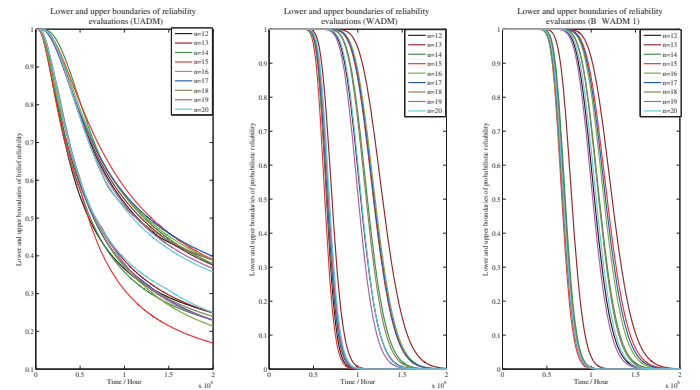 Lower and upper boundaries of reliability
evaluations (UADM)
Lower and upper boundaries of belief reliability
1
0.9
0.8
0.7
0.6
0.5
0.4
0.3
0.2
0.1
n=12
n=13
n=14
n=15
n=16
n=17
n=18
n=19
n=20
0
0.5
1
1.5
2
Time / Hour
x 10⁶
Lower and upper boundaries of reliability
evaluations (WADM)
Lower and upper boundaries of probabilistic reliability
1
0.9
0.8
0.7
0.6
0.5
0.4
0.3
0.2
0.1
0
n=12
n=13
n=14
n=15
n=16
n=17
n=18
n=19
n=20
0
0.5
1
1.5
2
Time / Hour
Lower and upper boundaries of reliability
evaluations (B WADM 1)
Lower and upper boundaries of probabilistic reliability
1
0.9
0.8
0.7
0.6
0.5
0.4
0.3
0.2
0.1
0
n=12
n=13
n=14
n=15
n=16
n=17
n=18
n=19
n=20
0
0.5
1
1.5
2
Time / Hour